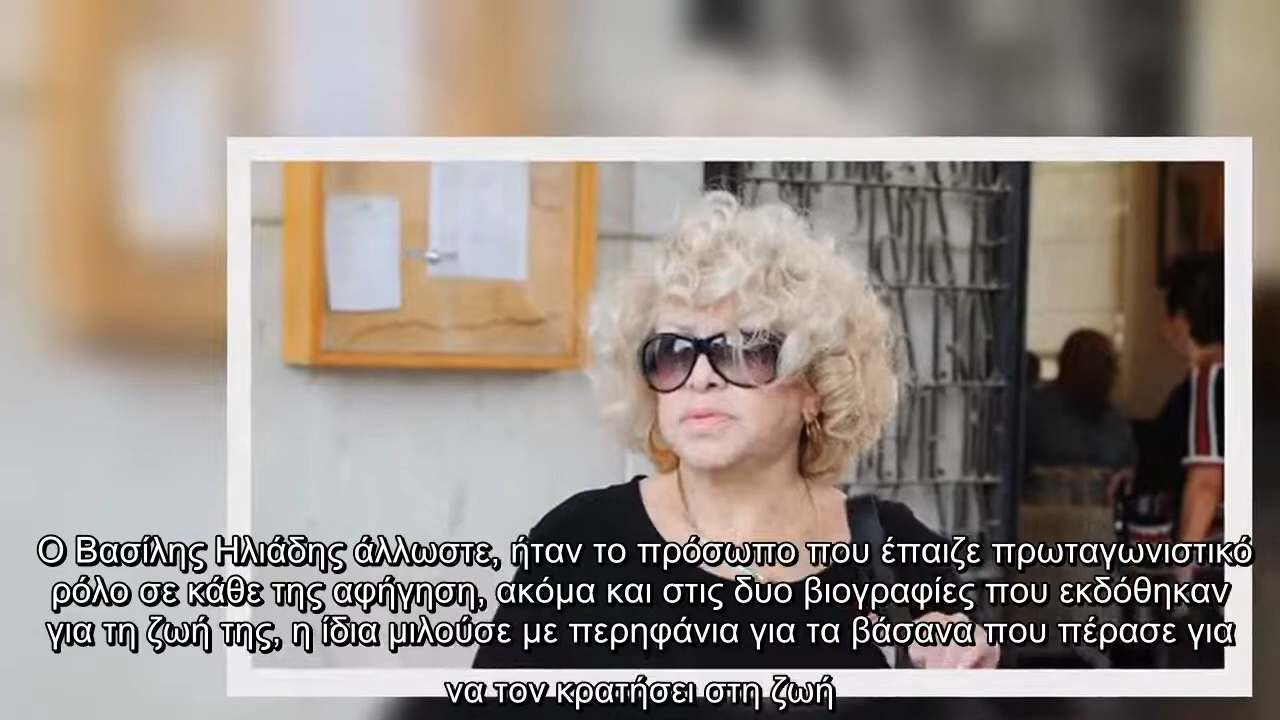 Ο Βασίλης Ηλιάδης άλλωστε, ήταν το πρόσωπο που έπαιζε πρωταγωνιστικό
ρόλο σε κάθε της αφήγηση, ακόμα και στις δυο βιογραφίες που εκδόθηκαν
για τη ζωή της, η ίδια μιλούσε με περηφάνια για τα βάσανα που πέρασε για
να τον κρατήσει στη ζωή